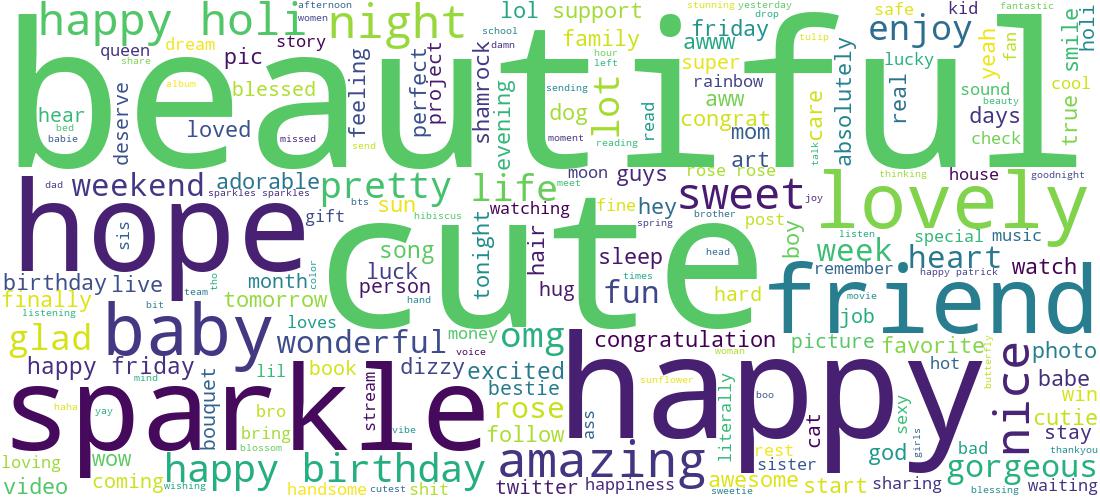 happy holi
afternoon
women
night
lol
support
friday
stunning
yesterday
drop
safe
kid
fantastic
queen
share
dream
story
pic
school
damn
family
awww
tulip
enjoy
yeah
fan
smile
holi
beautiful
album
blessed
feeling
perfect
project
shamrock
evening
hour
left
super
rainbow
absolutely
lucky
real
sound
beauty
cool
hear
bed
babie
deserve
loved
missed
send
sending
moment
dog
lot
reading
read
aww
congrat
mom
talk
care
days
check
true
art
dad
weekend
adorable
sparkles sparkles
pretty
life
meet
moon
guys
rose rose
thinking
house
goodnight
hope
sis
gift
bts
sun
hibiscus
watching
fine
hey
spring
brother
sweet
joy
post
boy
lovely
listen
special
music
cute
song
tonight
hair
sleep
head
week
heart
birthday
live
month
color
luck
person
hand
hug
times
fun
hard
remember
happy patrick
watch
finally
listening
bit
team
tho
tomorrow
friend
movie
job
glad
baby
loves
wonderful
money
omg
voice
congratulation
woman
picture
favorite
butterfly
photo
happy friday
mind
lil
book
dizzy
excited
bestie
sunflower
boo
hot
nice
babe
win
sparkle
bouquet
stream
haha
yay
bro
bring
blossom
vibe
rose
follow
ass
happy
literally
cat
sexy
girls
cutie
stay
loving
wow
video
coming
wishing
happy birthday
handsome
cutest
shit
amazing
twitter
happiness
sweetie
awesome
rest
sister
start
god
sharing
bad
thankyou
gorgeous
blessing
waiting